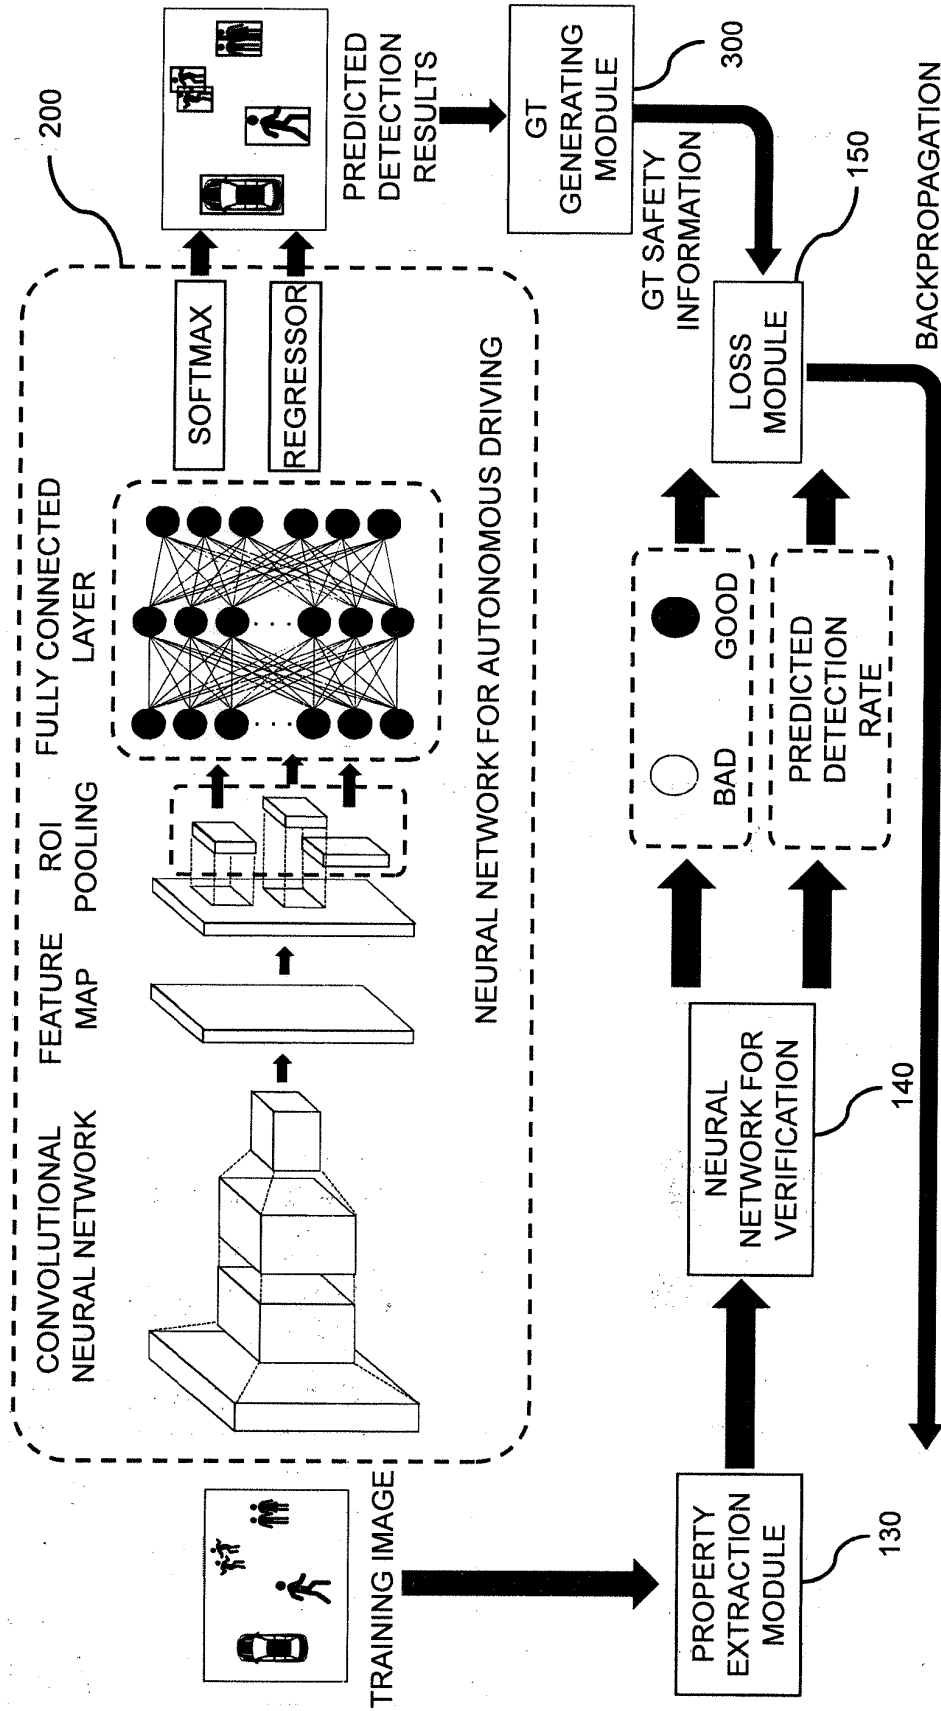 200
CONVOLUTIONAL
NEURAL NETWORK
FEATURE
MAP
ROI
POOLING
FULLY CONNECTED
LAYER
SOFTMAX
REGRESSOR
NEURAL NETWORK FOR AUTONOMOUS DRIVING
PREDICTED
DETECTION
RESULTS
TRAINING IMAGE
GT
GENERATING
MODULE
300
GT SAFETY
INFORMATION
PROPERTY
EXTRACTION
MODULE
130
NEURAL
NETWORK FOR
VERIFICATION
140
BAD
GOOD
PREDICTED
DETECTION
RATE
LOSS
MODULE
150
BACKPROPAGATION